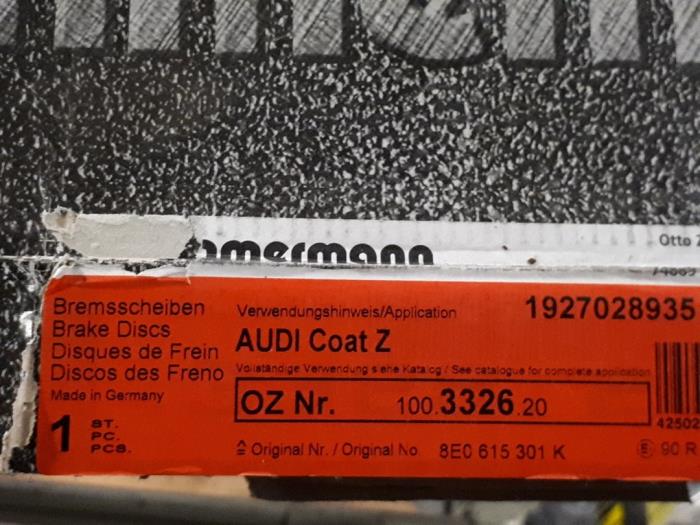 mmermann
Otto
Bremsscheiben
Brake Discs
Disques de Frein
Discos des Freno
Made in Germany
1 ST.
PC.
PCS.
Verwendungshinweis/Application
1927028935
AUDI Coat Z
Vollständige Verwendung siehe Katalog / See catalogue for complete application
OZ Nr. 100.3326.20
42502
≙ Original Nr. / Original No. 8E0 615 301 K
E 90 R